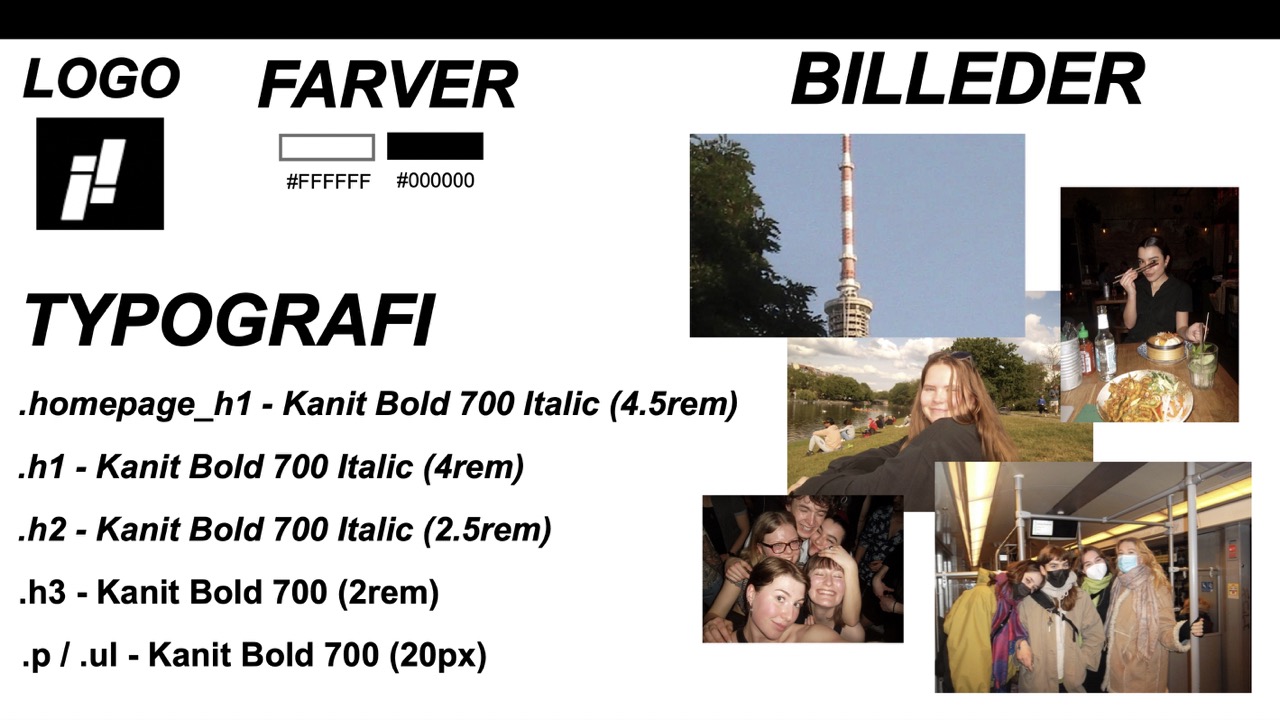 LOGO
FARVER
BILLEDER
#FFFFFF
#000000
TYPOGRAFI
.homepage_h1 - Kanit Bold 700 Italic (4.5rem)
.h1 - Kanit Bold 700 Italic (4rem)
.h2 - Kanit Bold 700 Italic (2.5rem)
.h3 - Kanit Bold 700 (2rem)
.p / .ul - Kanit Bold 700 (20px)